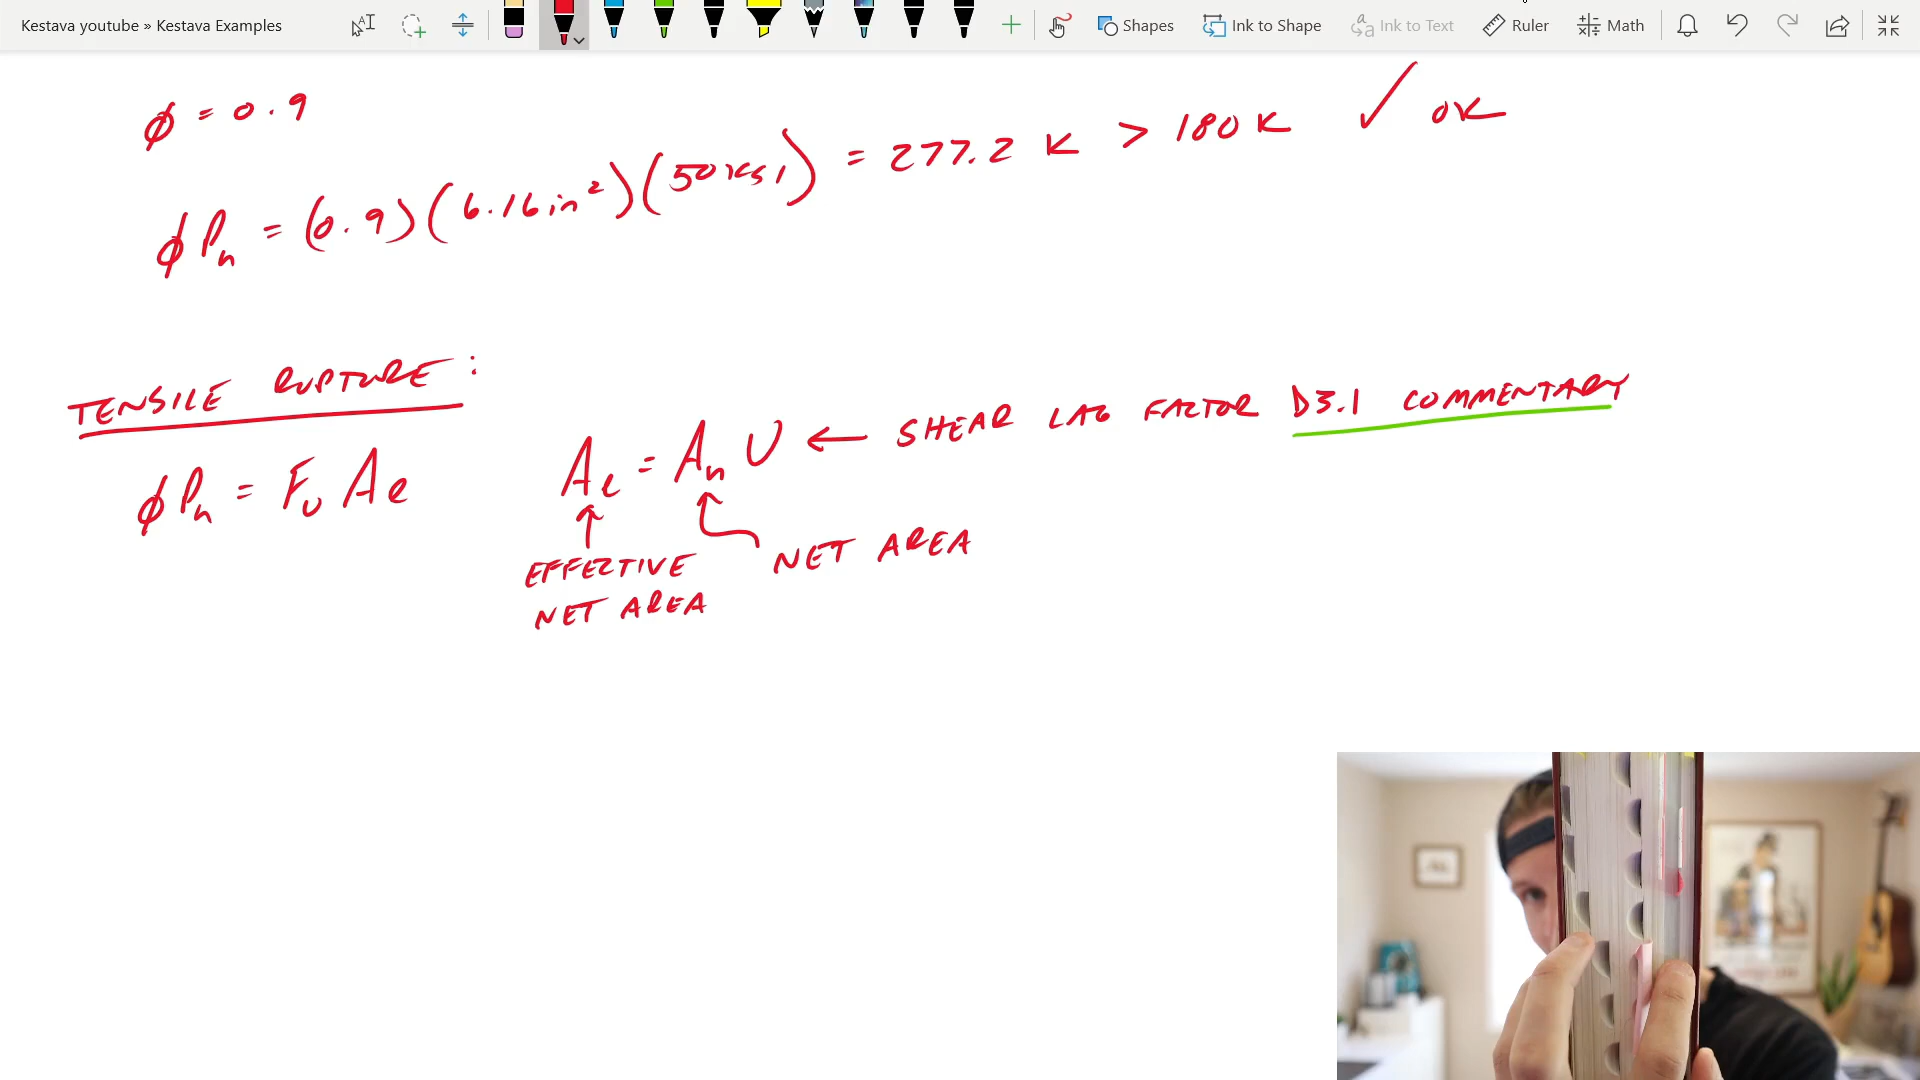 Kestava youtube » Kestava Examples
Shapes
Ink to Shape
Ink to Text
Ruler
Math
ϕ = 0.9
ϕPn = (0.9)(6.16in²)(50ksi) = 277.2 K > 180 K ✓ OK
TENSILE RUPTURE:
ϕPn = Fu Ae
Ae = An U ← SHEAR LAG FACTOR D3.1 COMMENTARY
EFFECTIVE
NET AREA
NET AREA